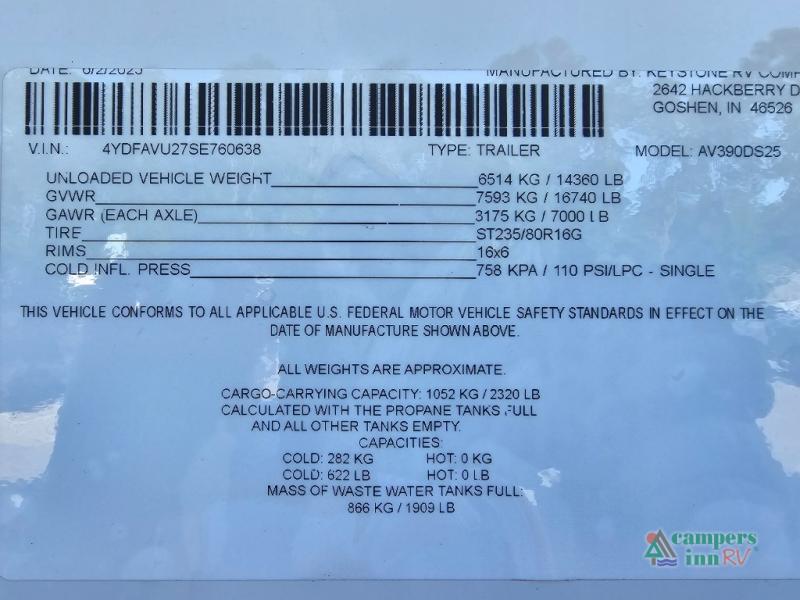 DATE: 6/2/2025 MANUFACTURED BY: KEYSTONE RV COMP
2642 HACKBERRY D
GOSHEN, IN 46526
V.I.N.: 4YDFAVU27SE760638 TYPE: TRAILER MODEL: AV390DS25
UNLOADED VEHICLE WEIGHT 6514 KG / 14360 LB
GVWR 7593 KG / 16740 LB
GAWR (EACH AXLE) 3175 KG / 7000 LB
TIRE ST235/80R16G
RIMS 16x6
COLD INFL. PRESS 758 KPA / 110 PSI/LPC - SINGLE
THIS VEHICLE CONFORMS TO ALL APPLICABLE U.S. FEDERAL MOTOR VEHICLE SAFETY STANDARDS IN EFFECT ON THE
DATE OF MANUFACTURE SHOWN ABOVE.
ALL WEIGHTS ARE APPROXIMATE.
CARGO-CARRYING CAPACITY: 1052 KG / 2320 LB
CALCULATED WITH THE PROPANE TANKS FULL
AND ALL OTHER TANKS EMPTY.
CAPACITIES:
COLD: 282 KG HOT: 0 KG
COLD: 622 LB HOT: 0 LB
MASS OF WASTE WATER TANKS FULL:
866 KG / 1909 LB
campers
inn RV